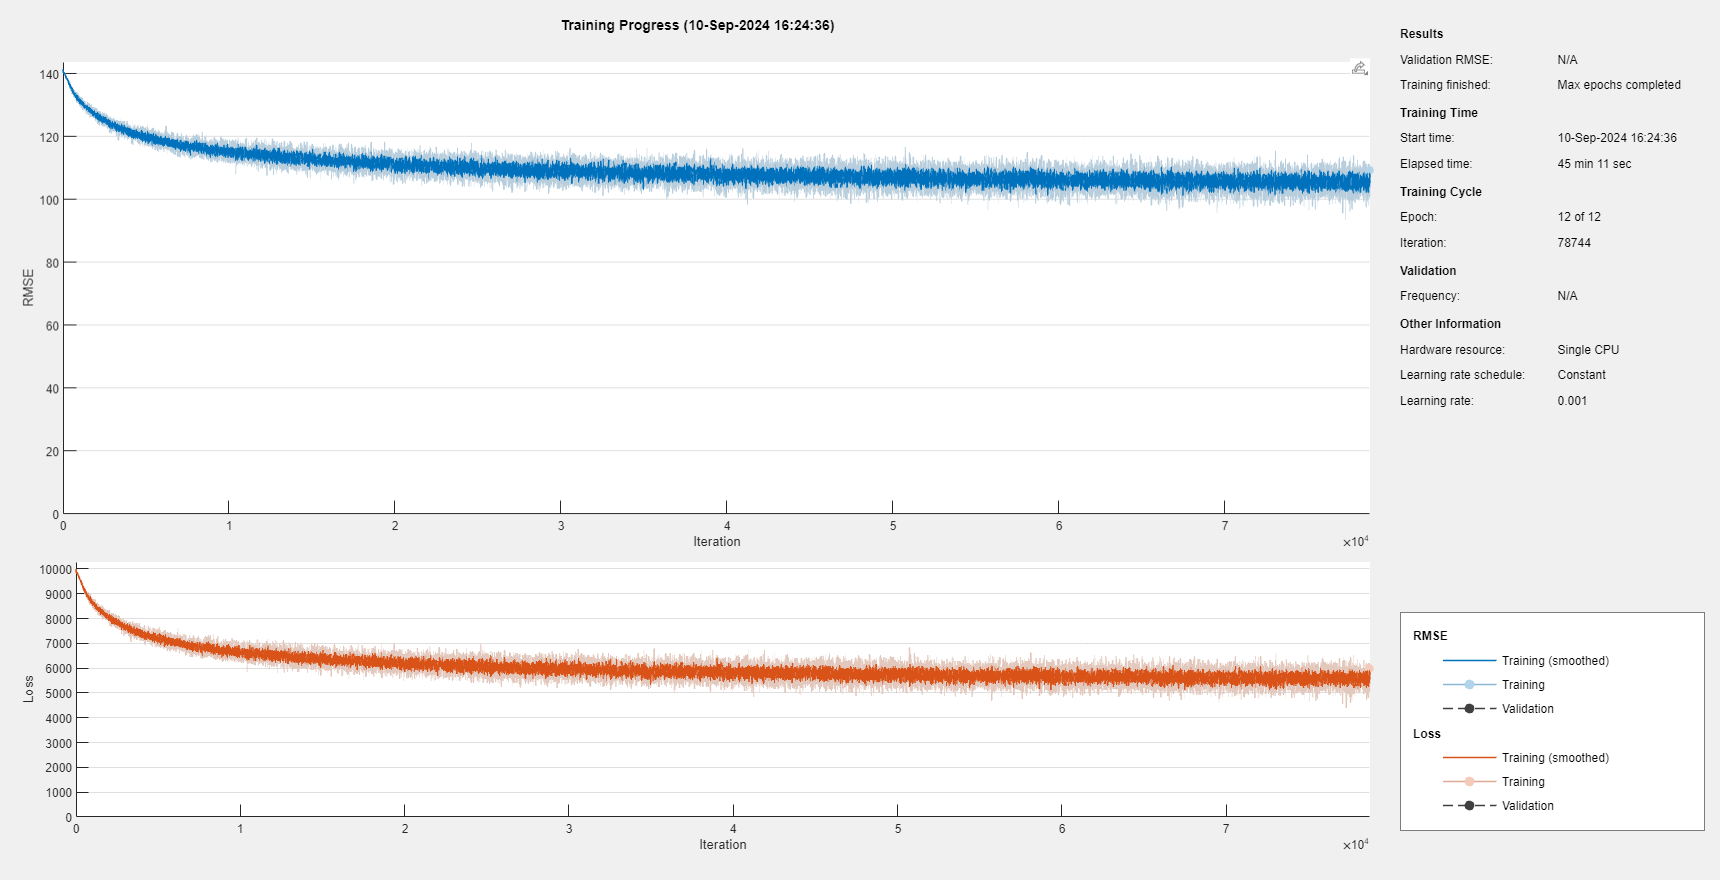 Training Progress (10-Sep-2024 16:24:36)
140
120
100
80
60
40
20
0
RMSE
0 1 2 3 4 5 6 7
Iteration
×10⁴
10000
9000
8000
7000
6000
5000
4000
3000
2000
1000
0
Loss
0 1 2 3 4 5 6 7
Iteration
×10⁴
Results
Validation RMSE: N/A
Training finished: Max epochs completed
Training Time
Start time: 10-Sep-2024 16:24:36
Elapsed time: 45 min 11 sec
Training Cycle
Epoch: 12 of 12
Iteration: 78744
Validation
Frequency: N/A
Other Information
Hardware resource: Single CPU
Learning rate schedule: Constant
Learning rate: 0.001
RMSE
Training (smoothed)
Training
Validation
Loss
Training (smoothed)
Training
Validation